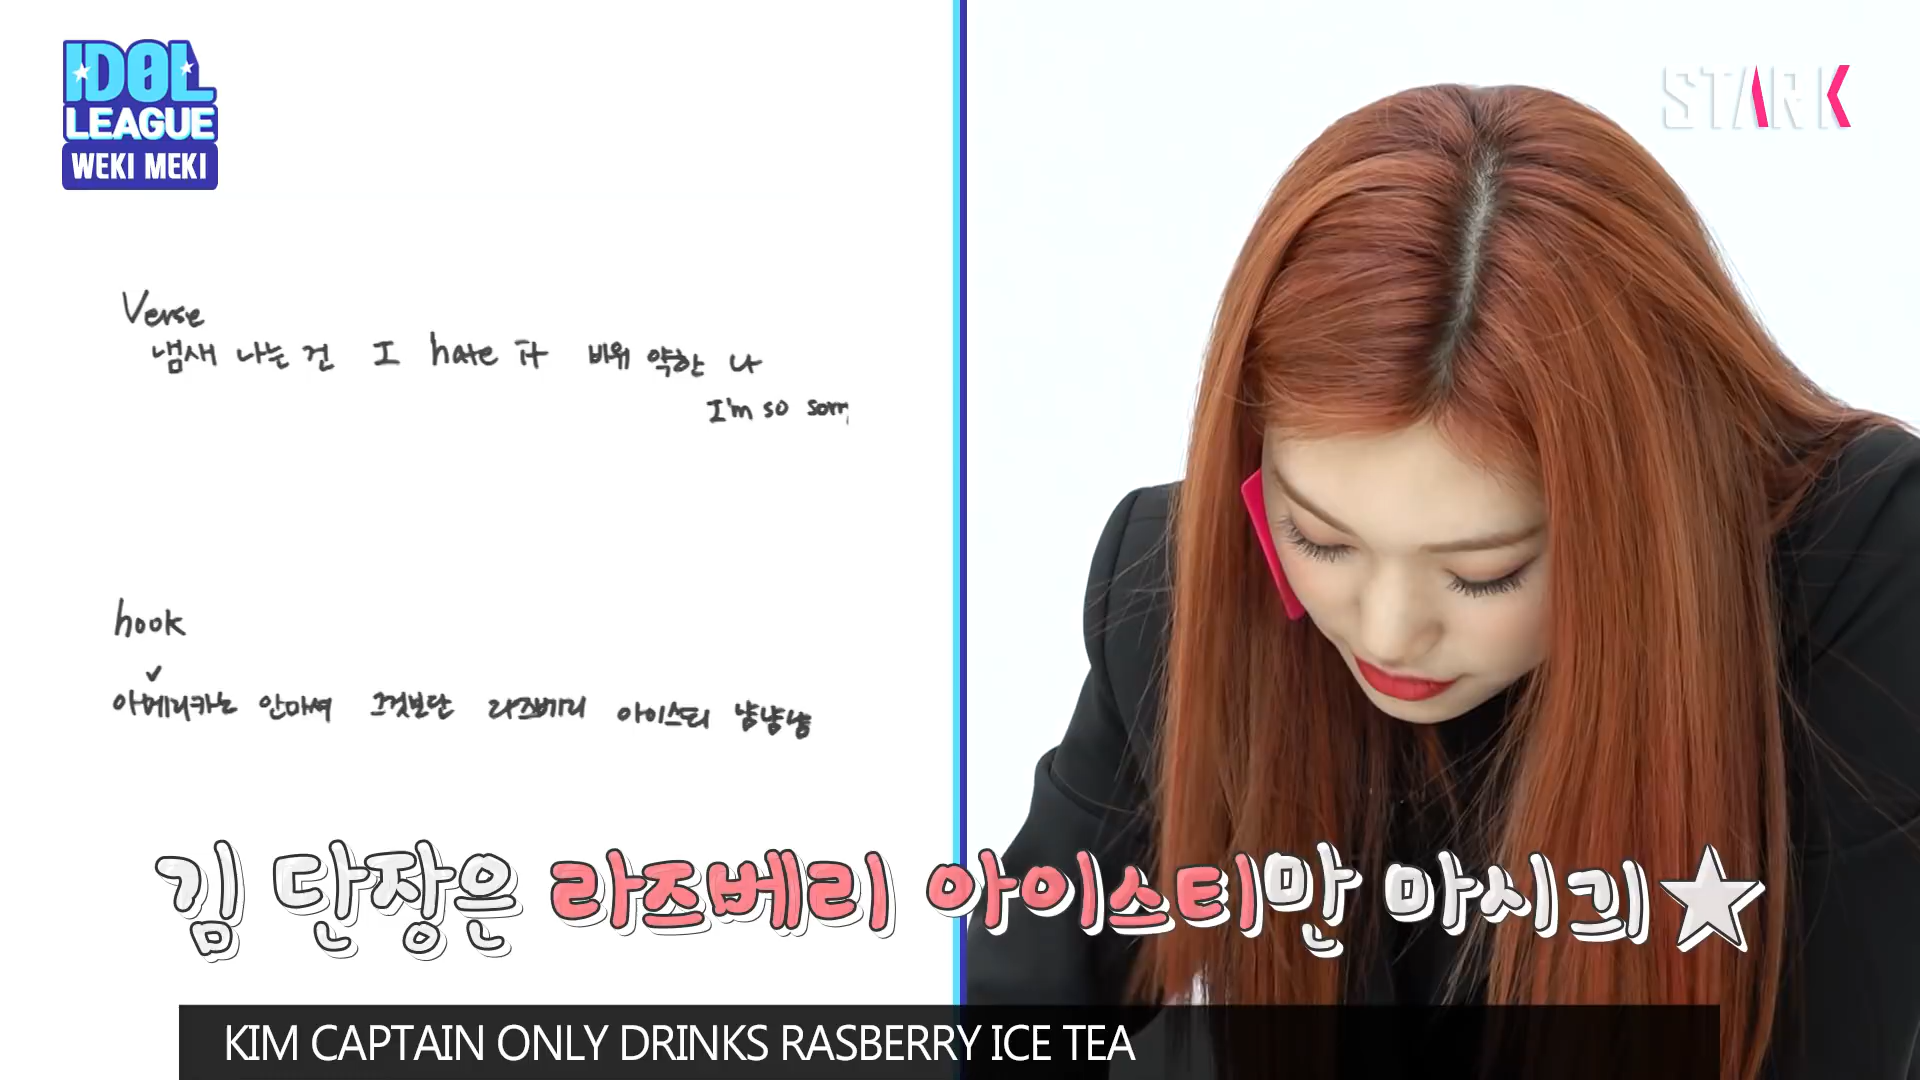 IDOL
LEAGUE
WEKI MEKI
STAR K
Verse
냄새 나는 건 I hate it 바위 약한 나
I'm so sorr
hook
아메리카노 안마셔 그것보단 라즈베리 아이스티 냠냠냠
김 단장은 라즈베리 아이스티만 마시긔★
KIM CAPTAIN ONLY DRINKS RASBERRY ICE TEA